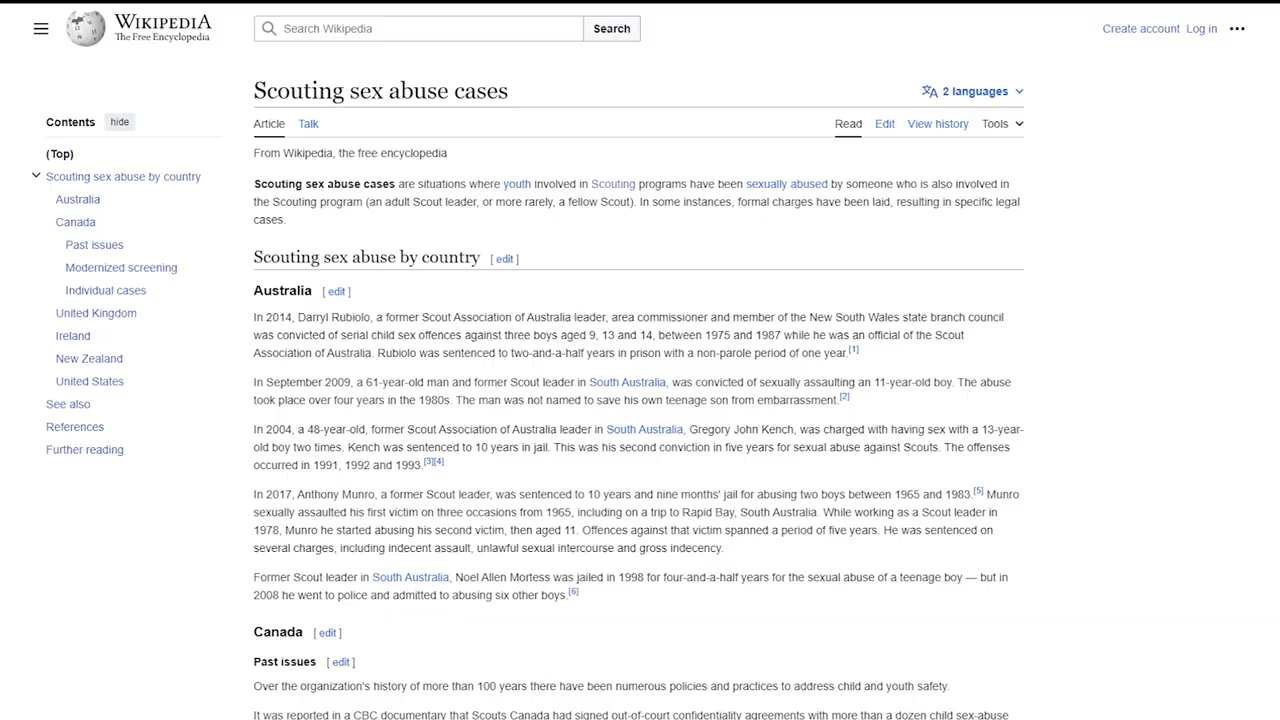 WIKIPEDIA
The Free Encyclopedia
Search Wikipedia
Search
Create account Log in
Contents hide
(Top)
Scouting sex abuse by country
Australia
Canada
Past issues
Modernized screening
Individual cases
United Kingdom
Ireland
New Zealand
United States
See also
References
Further reading
Scouting sex abuse cases
2 languages
Article Talk
Read Edit View history Tools
From Wikipedia, the free encyclopedia
Scouting sex abuse cases are situations where youth involved in Scouting programs have been sexually abused by someone who is also involved in
the Scouting program (an adult Scout leader, or more rarely, a fellow Scout). In some instances, formal charges have been laid, resulting in specific legal
cases.
Scouting sex abuse by country [ edit ]
Australia [ edit ]
In 2014, Darryl Rubiolo, a former Scout Association of Australia leader, area commissioner and member of the New South Wales state branch council
was convicted of serial child sex offences against three boys aged 9, 13 and 14, between 1975 and 1987 while he was an official of the Scout
Association of Australia. Rubiolo was sentenced to two-and-a-half years in prison with a non-parole period of one year.[1]
In September 2009, a 61-year-old man and former Scout leader in South Australia, was convicted of sexually assaulting an 11-year-old boy. The abuse
took place over four years in the 1980s. The man was not named to save his own teenage son from embarrassment.[2]
In 2004, a 48-year-old, former Scout Association of Australia leader in South Australia, Gregory John Kench, was charged with having sex with a 13-year-
old boy two times. Kench was sentenced to 10 years in jail. This was his second conviction in five years for sexual abuse against Scouts. The offenses
occurred in 1991, 1992 and 1993.[3][4]
In 2017, Anthony Munro, a former Scout leader, was sentenced to 10 years and nine months' jail for abusing two boys between 1965 and 1983.[5] Munro
sexually assaulted his first victim on three occasions from 1965, including on a trip to Rapid Bay, South Australia. While working as a Scout leader in
1978, Munro he started abusing his second victim, then aged 11. Offences against that victim spanned a period of five years. He was sentenced on
several charges, including indecent assault, unlawful sexual intercourse and gross indecency.
Former Scout leader in South Australia, Noel Allen Mortess was jailed in 1998 for four-and-a-half years for the sexual abuse of a teenage boy — but in
2008 he went to police and admitted to abusing six other boys.[6]
Canada [ edit ]
Past issues [ edit ]
Over the organization's history of more than 100 years there have been numerous policies and practices to address child and youth safety.
It was reported in a CBC documentary that Scouts Canada had signed out-of-court confidentiality agreements with more than a dozen child sex-abuse